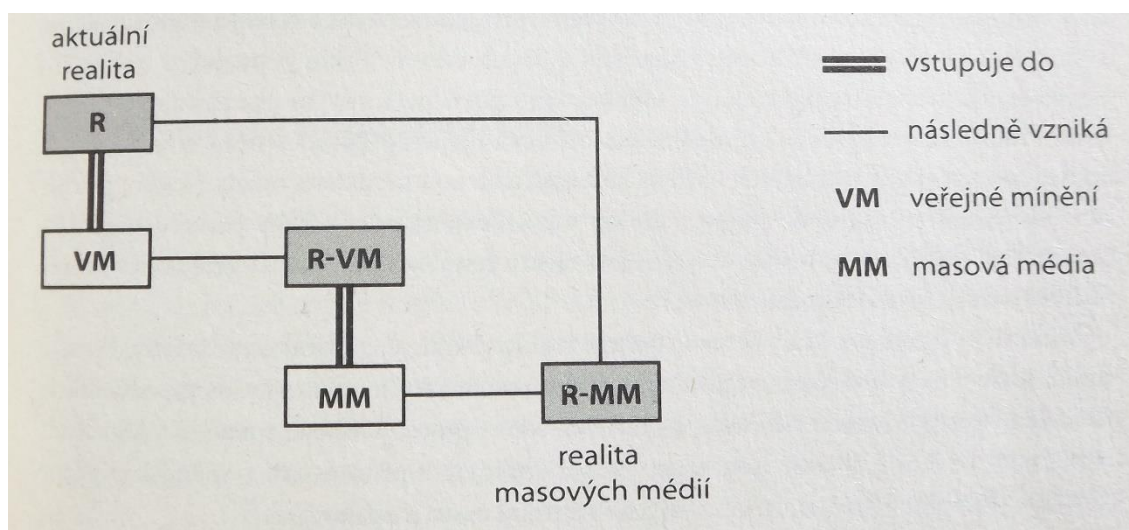 aktuální
realita
R
VM
R-VM
MM
R-MM
realita
masových médií
vstupuje do
následně vzniká
VM veřejné mínění
MM masová média